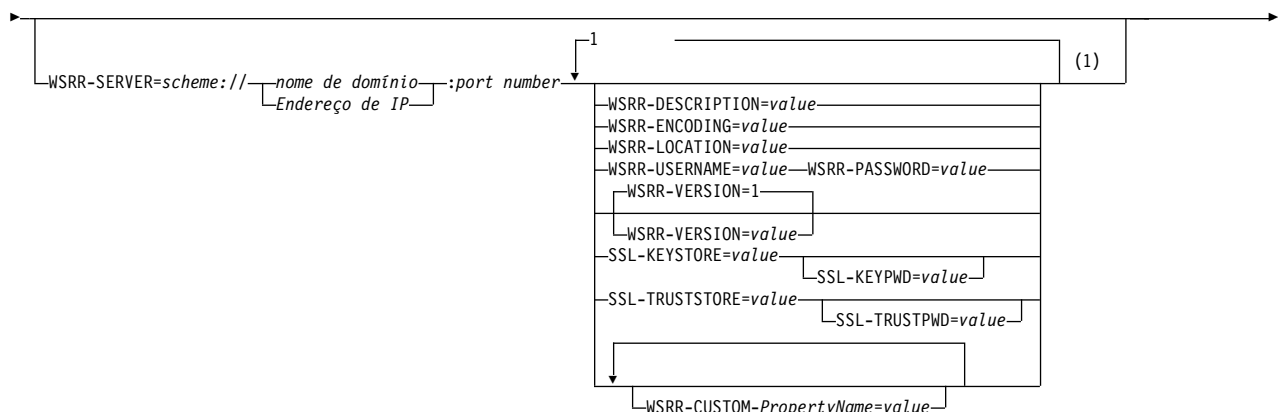 1
(1)
WSRR-SERVER=scheme://nome de domínio:port number
Endereço de IP
WSRR-DESCRIPTION=value
WSRR-ENCODING=value
WSRR-LOCATION=value
WSRR-USERNAME=value WSRR-PASSWORD=value
WSRR-VERSION=1
WSRR-VERSION=value
SSL-KEYSTORE=value
SSL-KEYPWD=value
SSL-TRUSTSTORE=value
SSL-TRUSTPWD=value
WSRR-CUSTOM-PropertyName=value